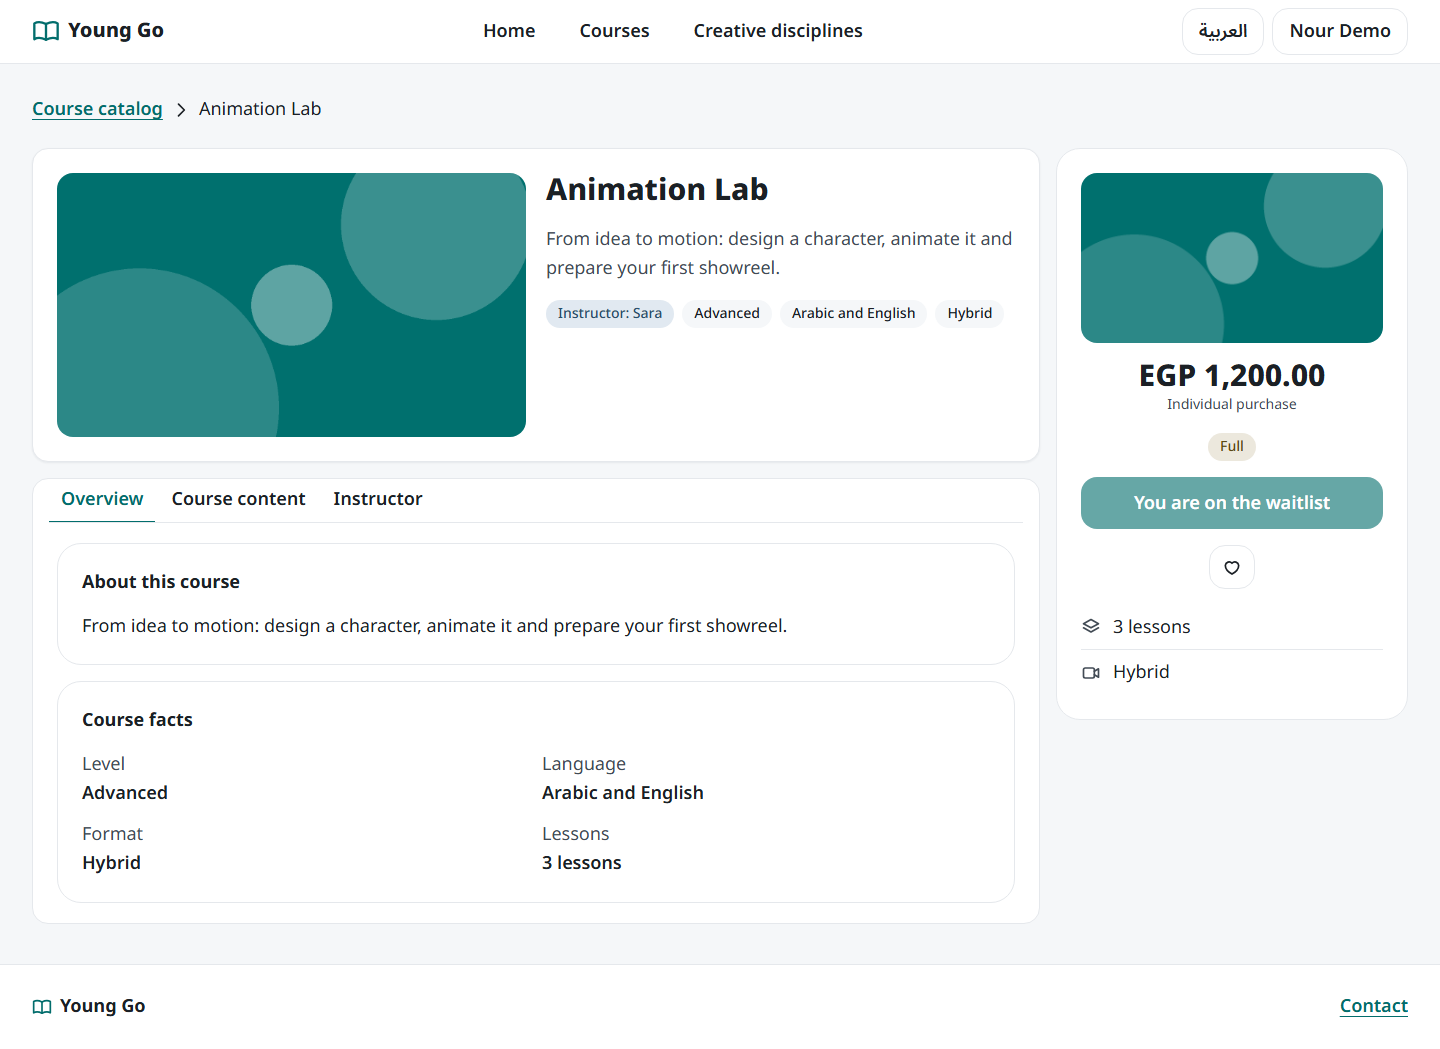 Young Go
Home
Courses
Creative disciplines
العربية
Nour Demo
Course catalog
Animation Lab
Animation Lab
From idea to motion: design a character, animate it and
prepare your first showreel.
Instructor: Sara
Advanced
Arabic and English
Hybrid
EGP 1,200.00
Individual purchase
Full
You are on the waitlist
3 lessons
Hybrid
Overview
Course content
Instructor
About this course
From idea to motion: design a character, animate it and prepare your first showreel.
Course facts
Level
Advanced
Language
Arabic and English
Format
Hybrid
Lessons
3 lessons
Young Go
Contact